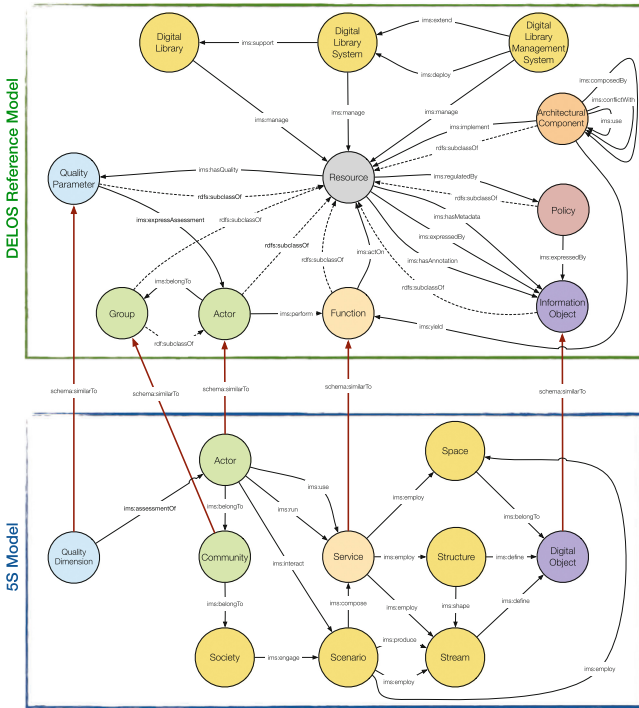 DELOS Reference Model
Digital
Library
ims:support
Digital
Library
System
ims:extend
ims:deploy
Digital
Library
Management
System
ims:composedBy
ims:conflictWith
ims:use
ims:manage
ims:manage
ims:manage
ims:implement
Architectural
Component
rdfs:subclassOf
Quality
Parameter
ims:hasQuality
rdfs:subclassOf
Resource
ims:regulatedBy
rdfs:subclassOf
Policy
ims:expressAssessment
rdfs:subclassOf
rdfs:subclassOf
rdfs:subclassOf
ims:actOn
ims:hasMetadata
ims:expressedBy
ims:hasAnnotation
rdfs:subclassOf
ims:expressedBy
ims:belongTo
Group
Actor
ims:perform
Function
Information
Object
rdf:subclassOf
ims:yield
schema:similarTo
schema:similarTo
schema:similarTo
schema:similarTo
schema:similarTo
5S Model
Actor
Space
ims:use
ims:run
ims:employ
ims:assessmentOf
ims:belongTo
ims:belongTo
ims:interact
Quality
Dimension
Community
Service
ims:employ
Structure
ims:define
Digital
Object
ims:belongTo
ims:compose
ims:employ
ims:shape
ims:define
Society
ims:engage
Scenario
ims:produce
ims:employ
Stream
ims:employ